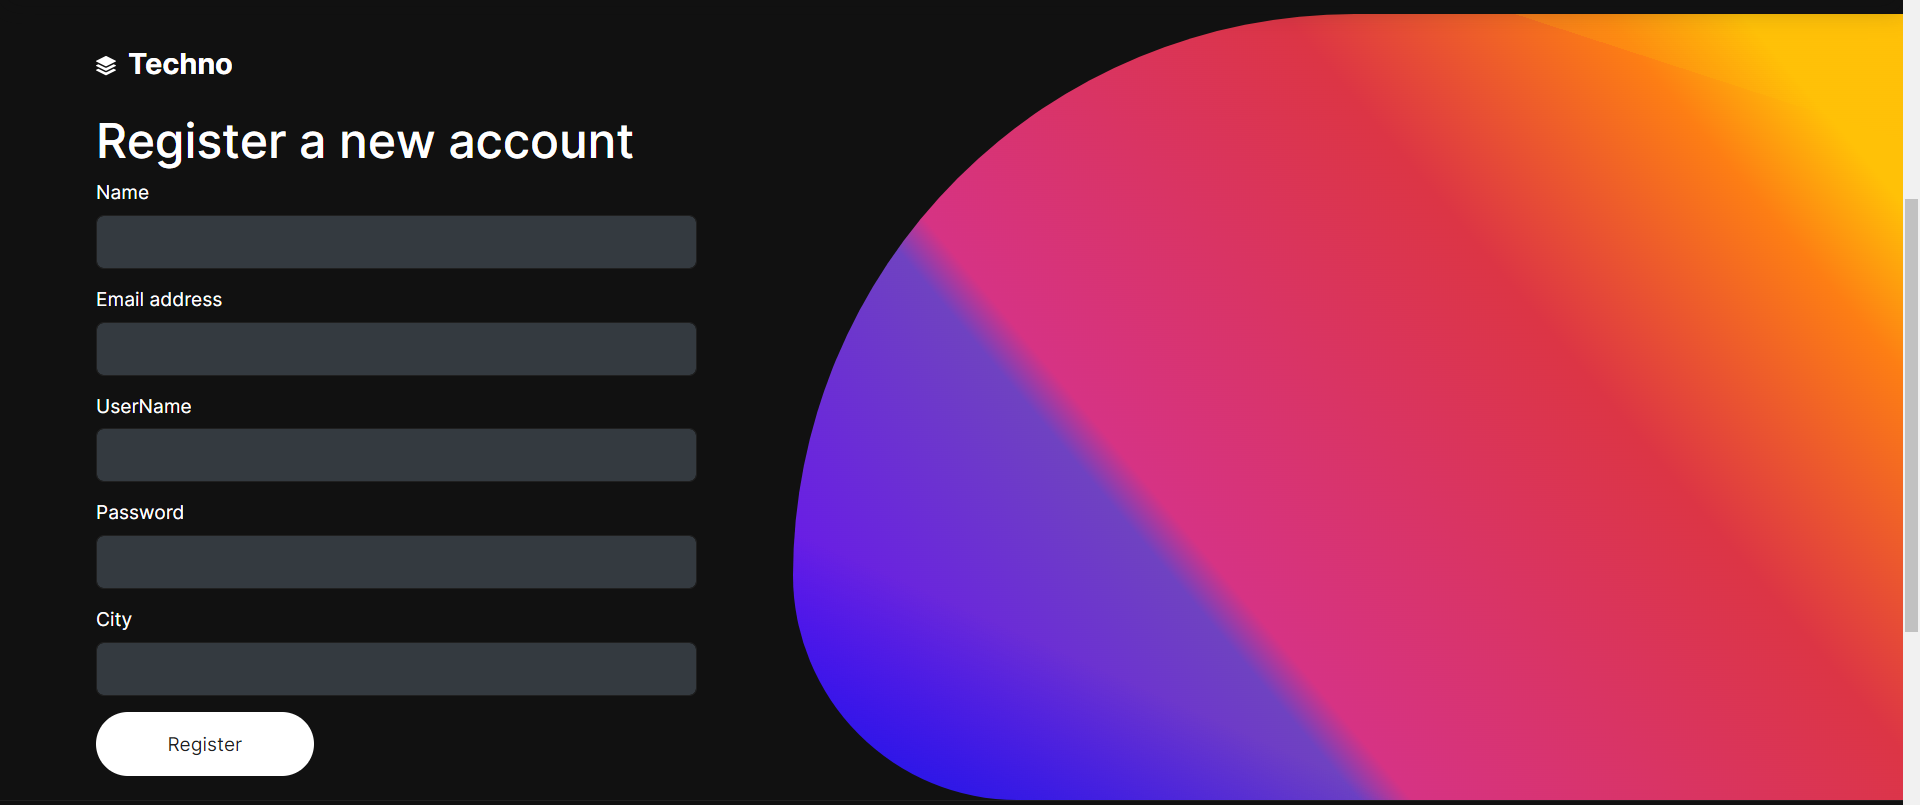 Techno
Register a new account
Name
Email address
UserName
Password
City
Register